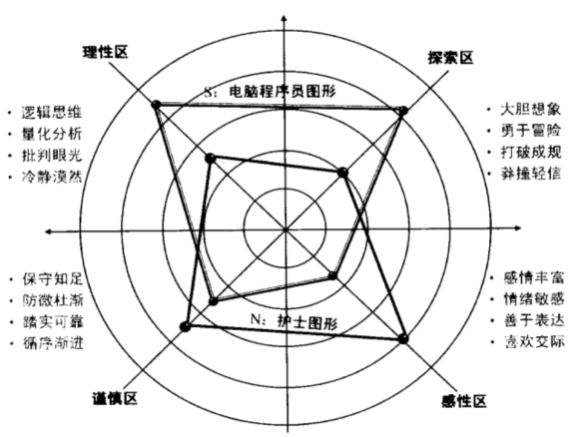 理性区
探索区
S：电脑程序员图形
· 逻辑思维
· 量化分析
· 批判眼光
· 冷静漠然
· 大胆想象
· 勇于冒险
· 打破成规
· 莽撞轻信
· 保守知足
· 防微杜渐
· 踏实可靠
· 循序渐进
· 感情丰富
· 情绪敏感
· 善于表达
· 喜欢交际
N：护士图形
谨慎区
感性区